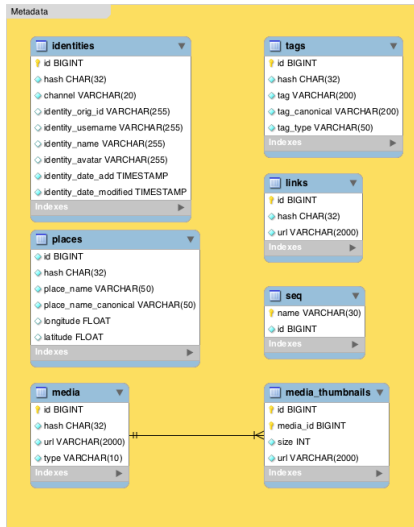 Metadata
identities
id BIGINT
hash CHAR(32)
channel VARCHAR(20)
identity_orig_id VARCHAR(255)
identity_username VARCHAR(255)
identity_name VARCHAR(255)
identity_avatar VARCHAR(255)
identity_date_add TIMESTAMP
identity_date_modified TIMESTAMP
Indexes
tags
id BIGINT
hash CHAR(32)
tag VARCHAR(200)
tag_canonical VARCHAR(200)
tag_type VARCHAR(50)
Indexes
links
id BIGINT
hash CHAR(32)
url VARCHAR(2000)
Indexes
places
id BIGINT
hash CHAR(32)
place_name VARCHAR(50)
place_name_canonical VARCHAR(50)
longitude FLOAT
latitude FLOAT
Indexes
seq
name VARCHAR(30)
id BIGINT
Indexes
media
id BIGINT
hash CHAR(32)
url VARCHAR(2000)
type VARCHAR(10)
Indexes
media_thumbnails
id BIGINT
media_id BIGINT
size INT
url VARCHAR(2000)
Indexes